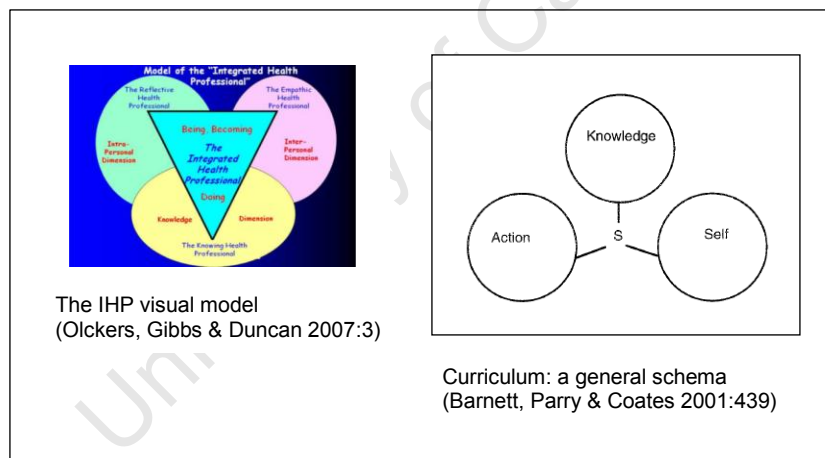 Model of the "Integrated Health
Professional"
The Reflective
Health
Professional
The Empathic
Health
Professional
Being, Becoming
Intra-
Personal
Dimension
The
Integrated
Health
Professional
Inter-
Personal
Dimension
Doing
Knowledge Dimension
The Knowing Health
Professional
The IHP visual model
(Olckers, Gibbs & Duncan 2007:3)
Knowledge
Action
S
Self
Curriculum: a general schema
(Barnett, Parry & Coates 2001:439)